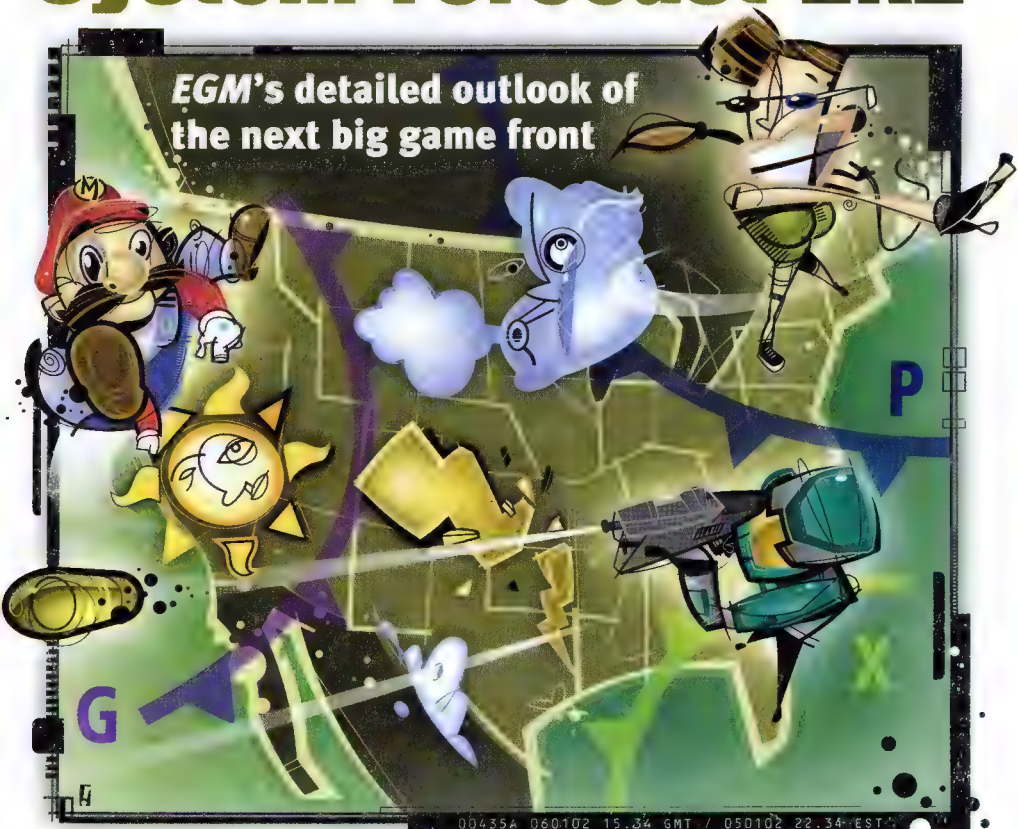 EGM's detailed outlook of
the next big game front
M
P
X
G
00435A 060102 15.34 GMT / 050102 22.34 EST